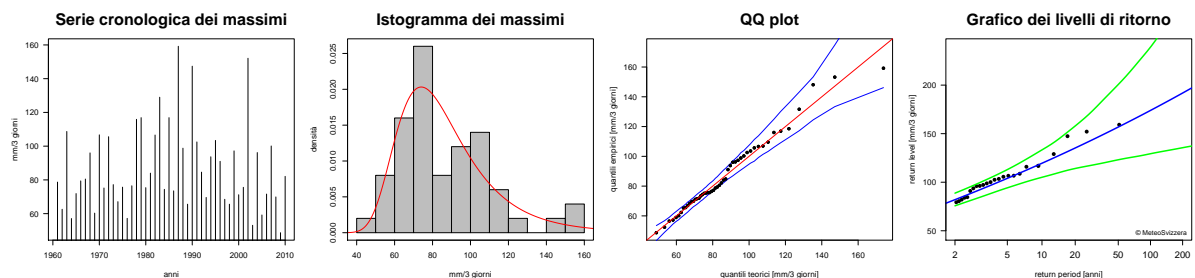 Serie cronologica dei massimi
mm/3 giorni
160
140
120
100
80
60
1960 1970 1980 1990 2000 2010
anni
Istogramma dei massimi
densità
0.025
0.020
0.015
0.010
0.005
0.000
40 60 80 100 120 140 160
mm/3 giorni
QQ plot
quantili empirici [mm/3 giorni]
160
140
120
100
80
60
60 80 100 120 140 160
quantili teorici [mm/3 giorni]
Grafico dei livelli di ritorno
return level [mm/3 giorni]
200
150
100
50
2 5 10 20 50 100 200
return period [anni]
© MeteoSvizzera